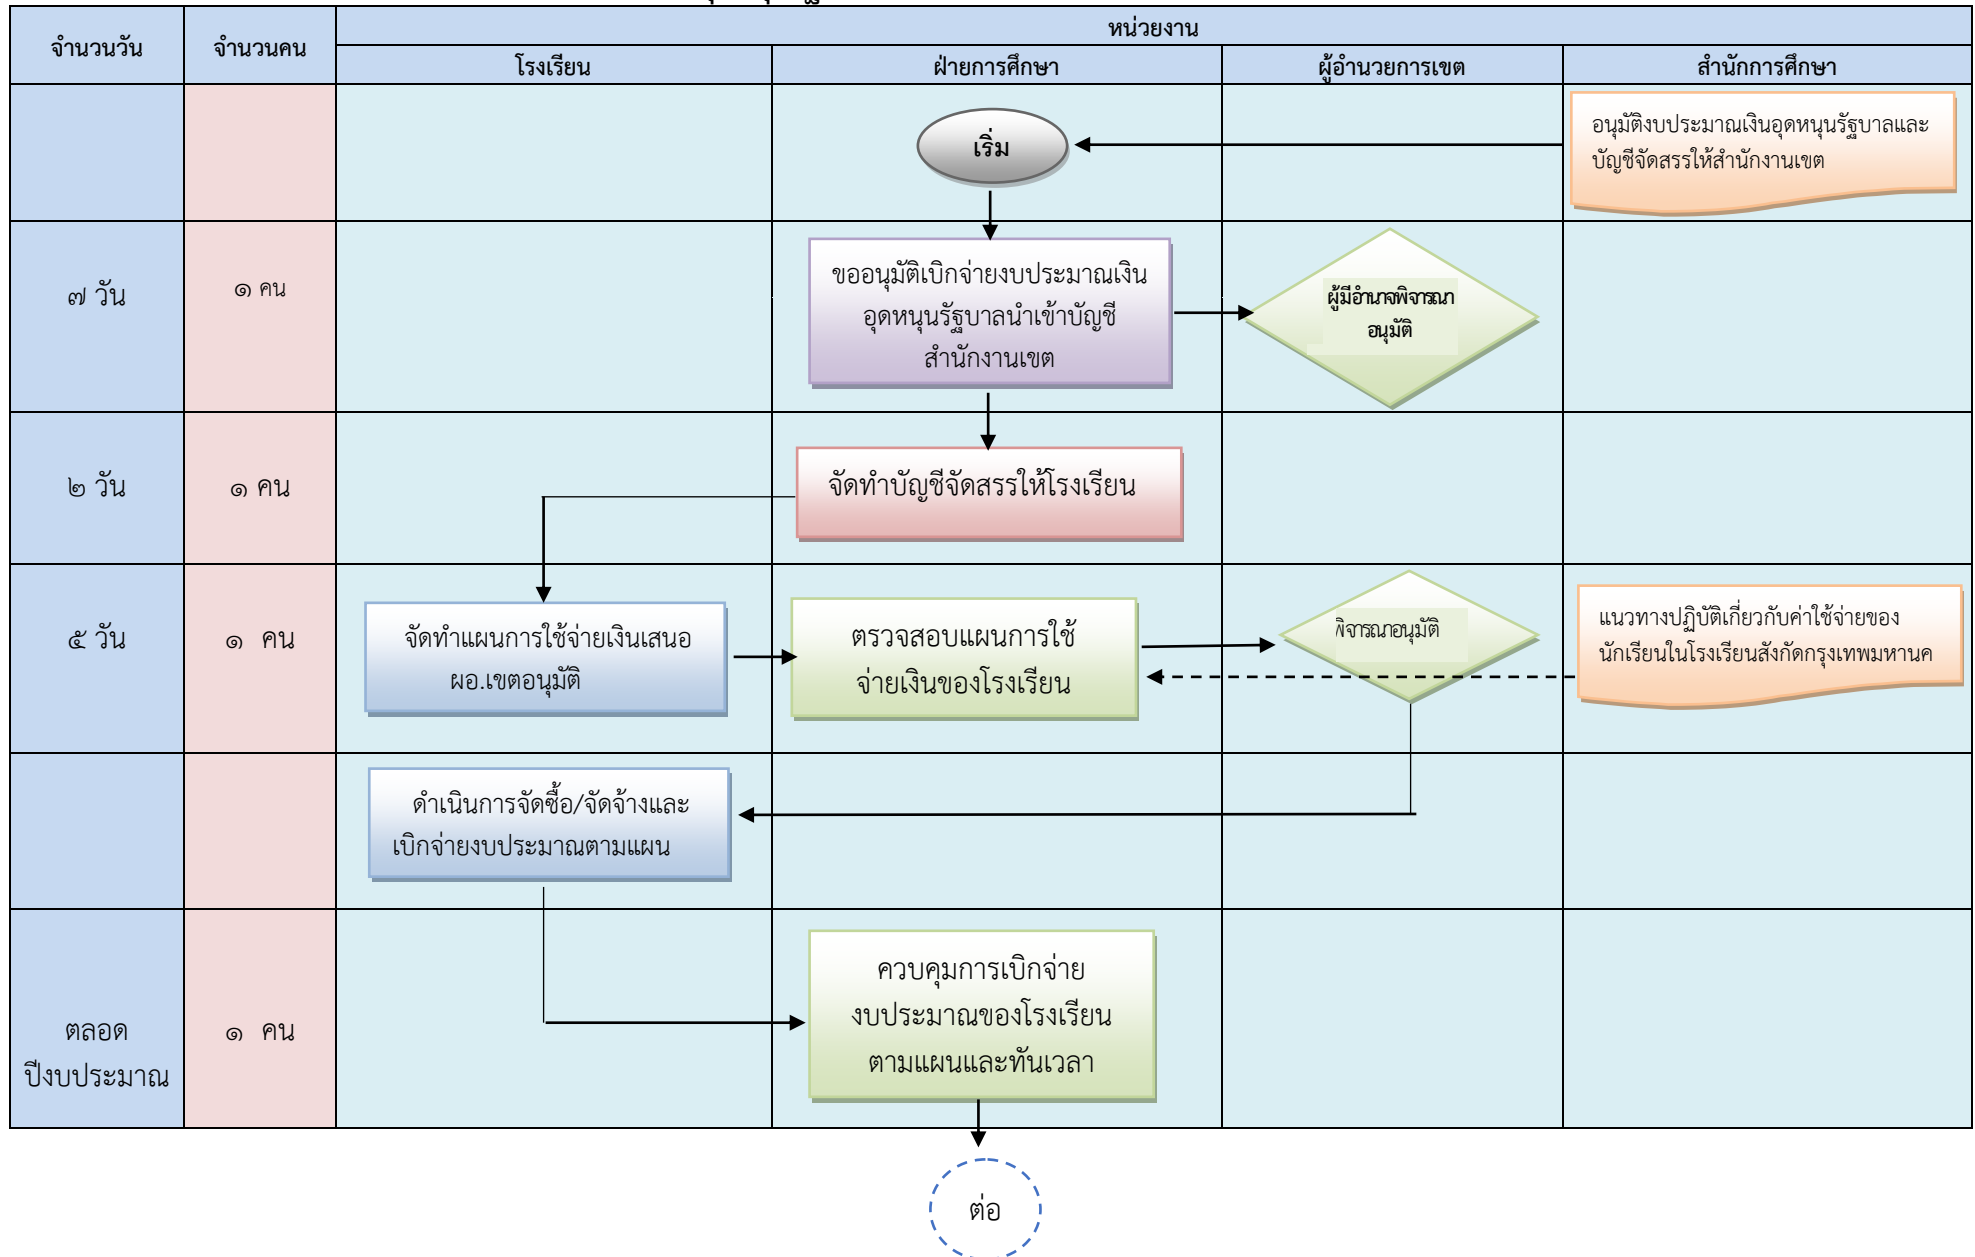 หน่วยงาน
จำนวนวัน
จำนวนคน
โรงเรียน
ฝ่ายการศึกษา
ผู้อำนวยการเขต
สำนักการศึกษา
เริ่ม
อนุมัติงบประมาณเงินอุดหนุนรัฐบาลและ
บัญชีจัดสรรให้สำนักงานเขต
๗ วัน
๑ คน
ขออนุมัติเบิกจ่ายงบประมาณเงิน
อุดหนุนรัฐบาลนำเข้าบัญชี
สำนักงานเขต
ผู้มีอำนาจพิจารณา
อนุมัติ
๒ วัน
๑ คน
จัดทำบัญชีจัดสรรให้โรงเรียน
๕ วัน
๑ คน
จัดทำแผนการใช้จ่ายเงินเสนอ
ผอ.เขตอนุมัติ
ตรวจสอบแผนการใช้
จ่ายเงินของโรงเรียน
พิจารณาอนุมัติ
แนวทางปฏิบัติเกี่ยวกับค่าใช้จ่ายของ
นักเรียนในโรงเรียนสังกัดกรุงเทพมหานค
ดำเนินการจัดซื้อ/จัดจ้างและ
เบิกจ่ายงบประมาณตามแผน
ตลอด
ปีงบประมาณ
๑ คน
ควบคุมการเบิกจ่าย
งบประมาณของโรงเรียน
ตามแผนและทันเวลา
ต่อ